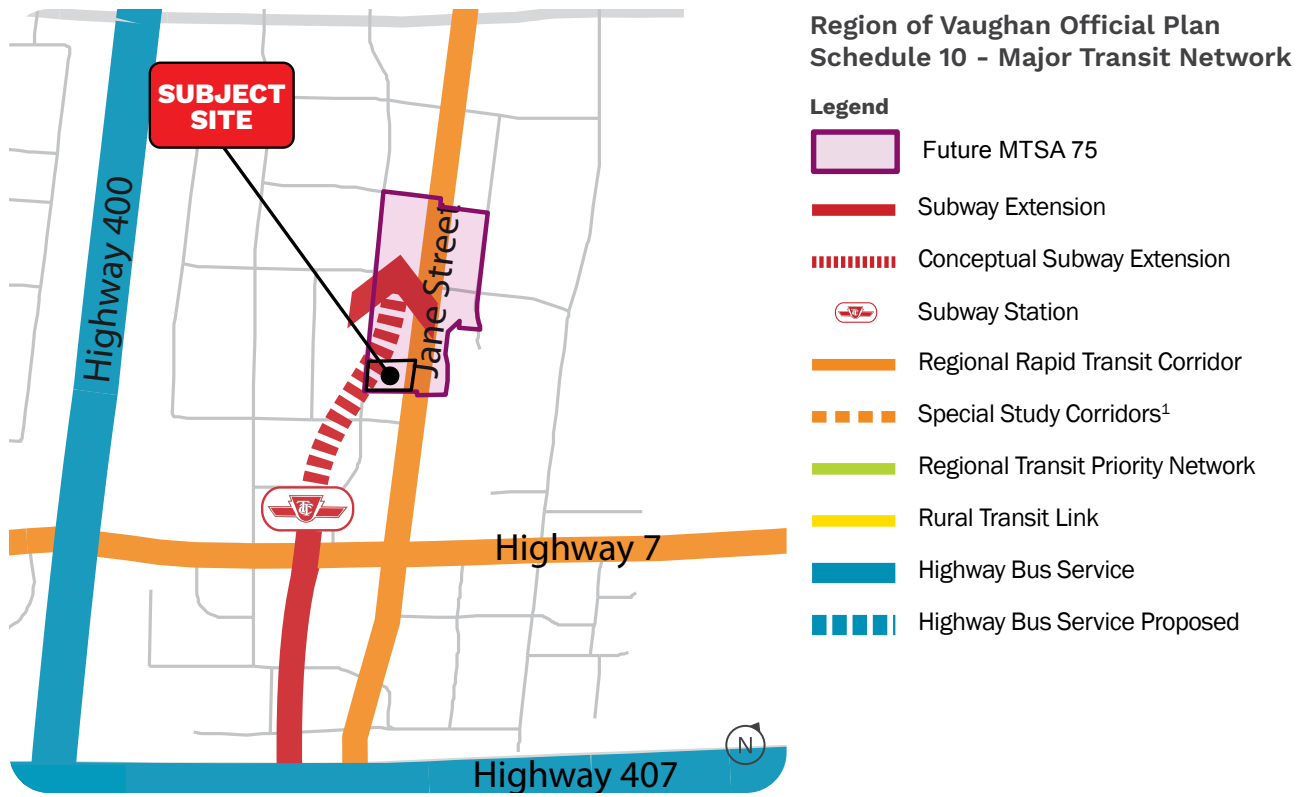 Region of Vaughan Official Plan
Schedule 10 - Major Transit Network
Legend
Future MTSA 75
Subway Extension
Conceptual Subway Extension
TTC
Subway Station
Regional Rapid Transit Corridor
Special Study Corridors¹
Regional Transit Priority Network
Rural Transit Link
Highway Bus Service
Highway Bus Service Proposed
SUBJECT
SITE
Highway 400
Jane Street
TTC
Highway 7
N
Highway 407